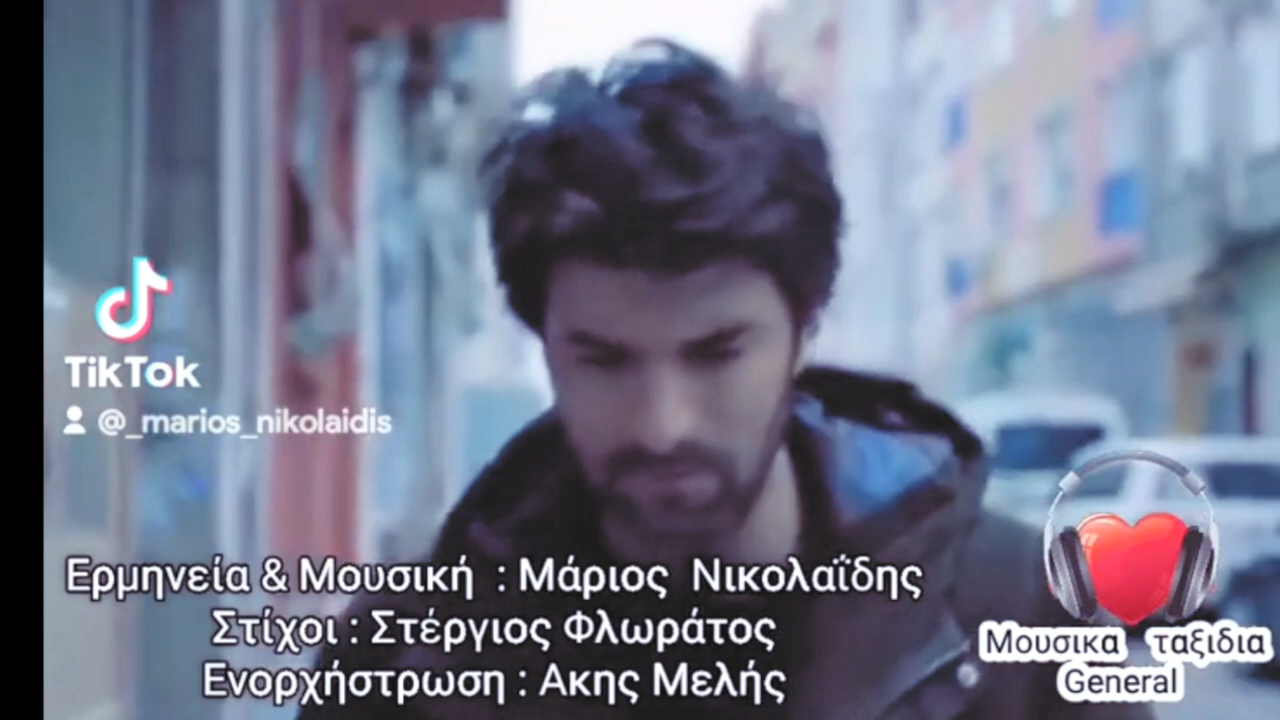 TikTok
@_marios_nikolaidis
Ερμηνεία & Μουσική : Μάριος Νικολαΐδης
Στίχοι : Στέργιος Φλωράτος
Ενορχήστρωση : Ακης Μελής
Μουσικα ταξιδια
General